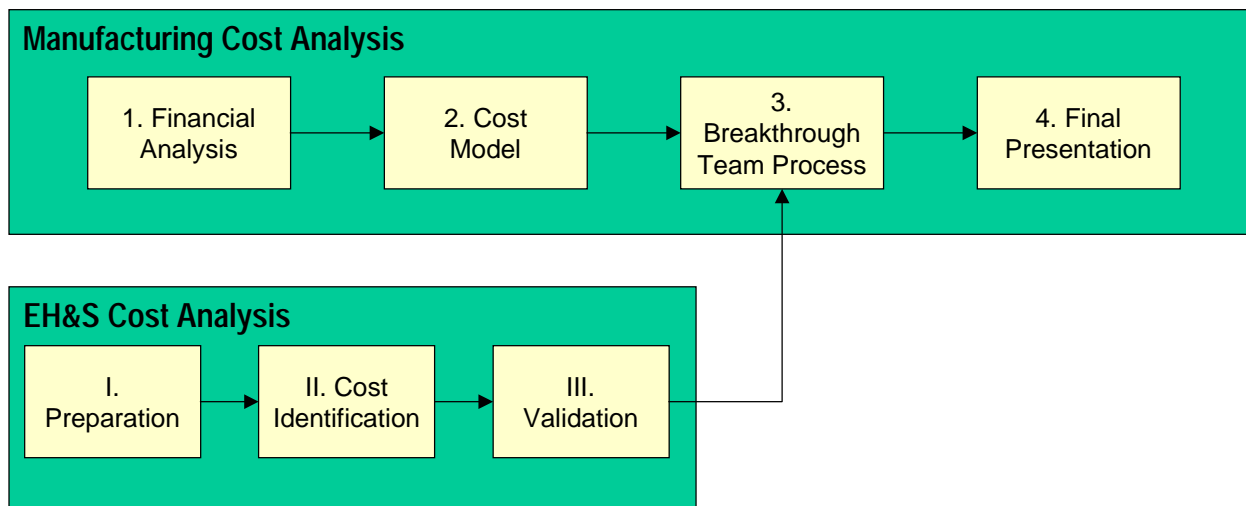 Manufacturing Cost Analysis
1. Financial
Analysis
2. Cost
Model
3.
Breakthrough
Team Process
4. Final
Presentation
EH&S Cost Analysis
I.
Preparation
II. Cost
Identification
III.
Validation